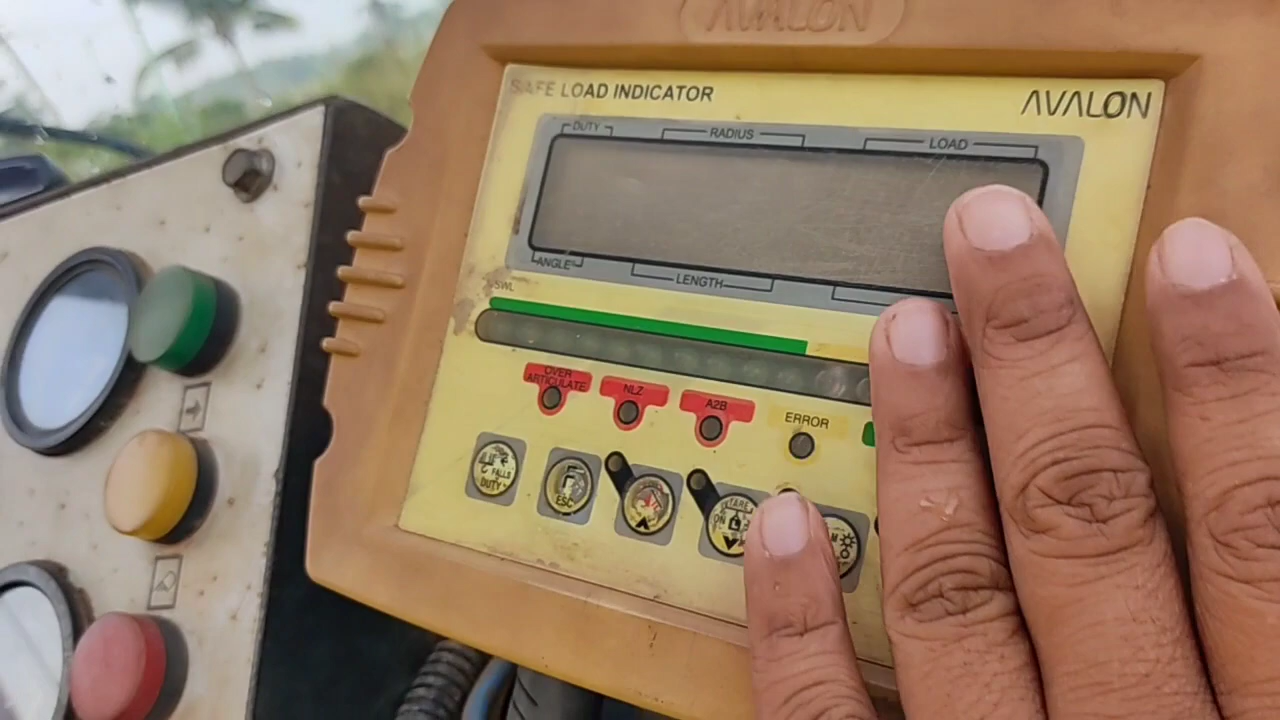 AVALON
SAFE LOAD INDICATOR
AVALON
DUTY
RADIUS
LOAD
ANGLE
LENGTH
SWL
OVER
ARTICULATE
NLZ
A2B
ERROR
FALLS
DUTY
ESC
TARE